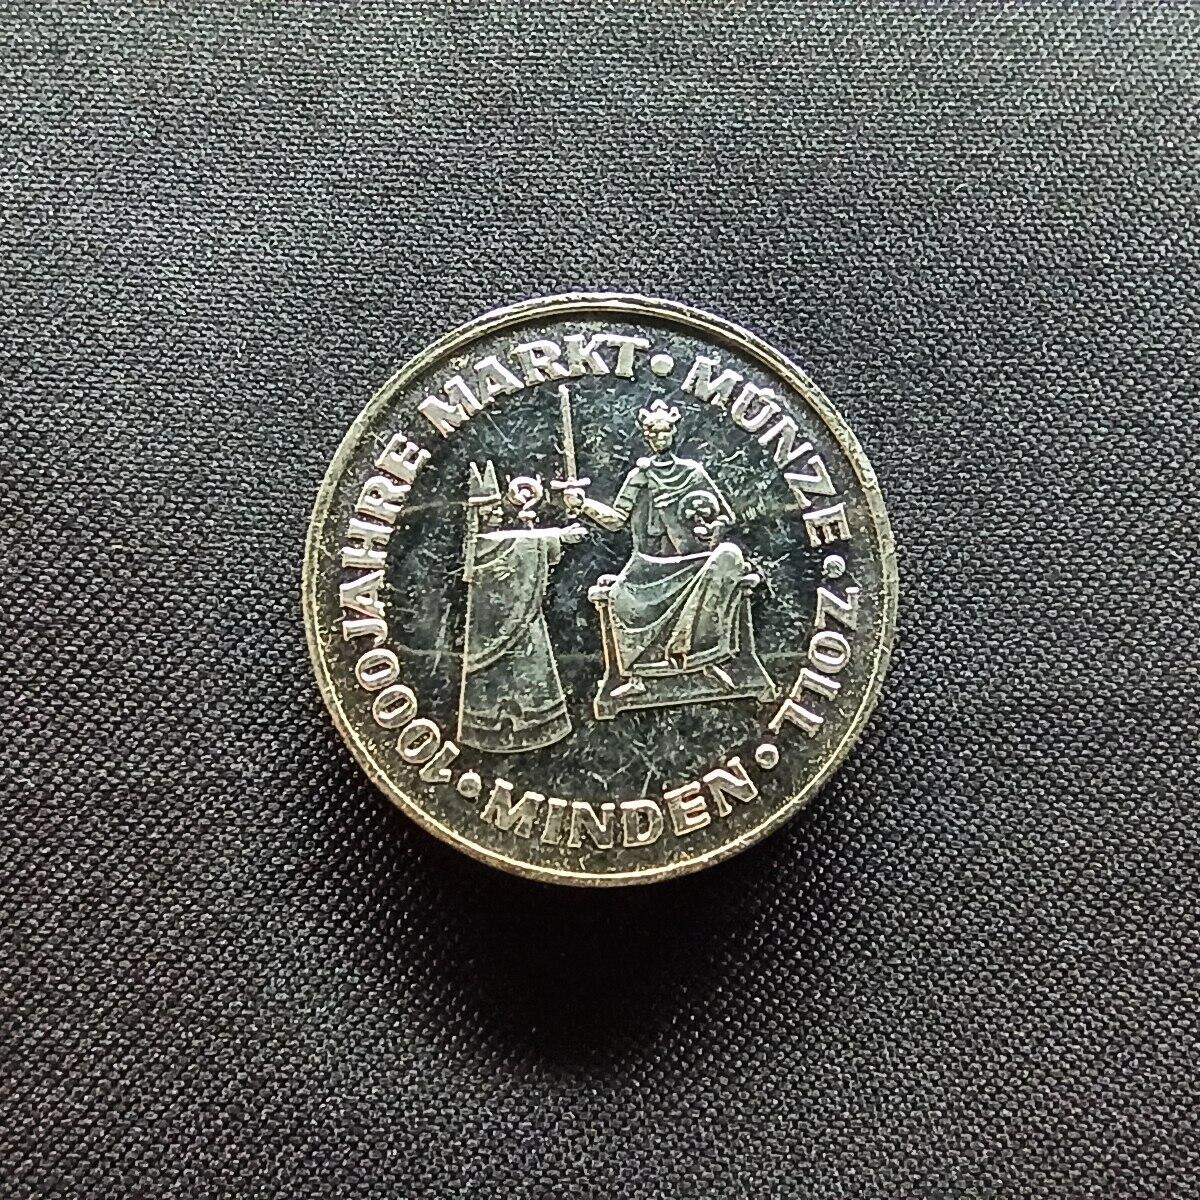 1000 JAHRE MARKT • MÜNZE • ZOLL • MINDEN •